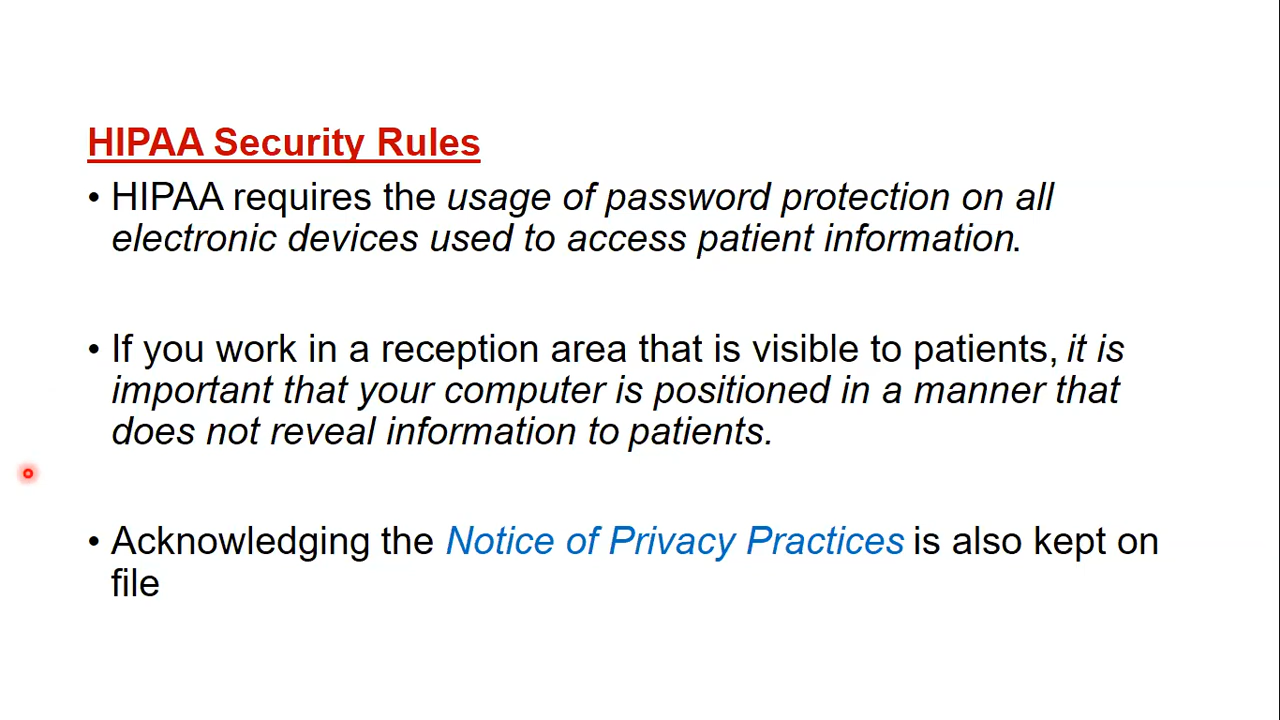 HIPAA Security Rules
• HIPAA requires the usage of password protection on all
electronic devices used to access patient information.
• If you work in a reception area that is visible to patients, it is
important that your computer is positioned in a manner that
does not reveal information to patients.
• Acknowledging the Notice of Privacy Practices is also kept on
file